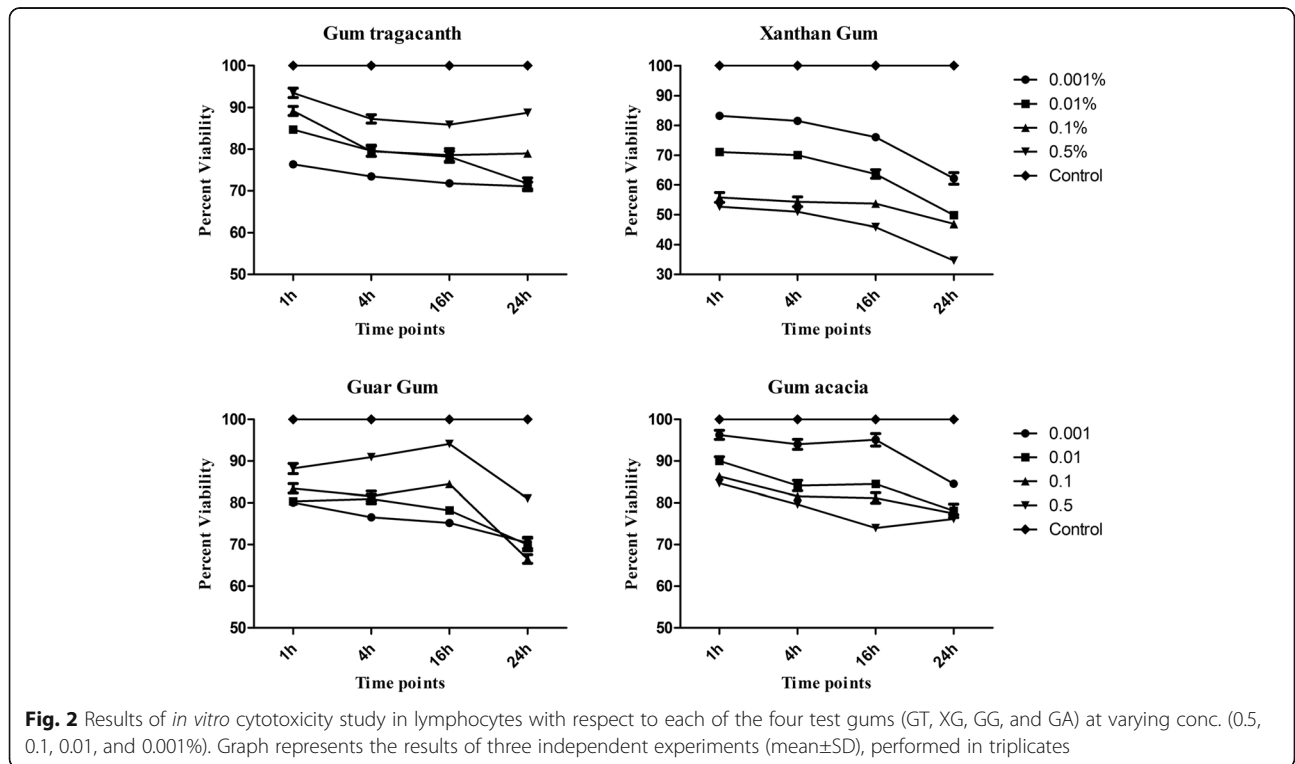 Gum tragacanth
100
90
80
70
60
50
Percent Viability
1h
4h
16h
24h
Time points
Xanthan Gum
100
90
80
70
60
50
40
30
Percent Viability
1h
4h
16h
24h
Time points
0.001%
0.01%
0.1%
0.5%
Control
Guar Gum
100
90
80
70
60
50
Percent Viability
1h
4h
16h
24h
Time points
Gum acacia
100
90
80
70
60
50
Percent Viability
1h
4h
16h
24h
Time points
0.001
0.01
0.1
0.5
Control
Fig. 2 Results of in vitro cytotoxicity study in lymphocytes with respect to each of the four test gums (GT, XG, GG, and GA) at varying conc. (0.5,
0.1, 0.01, and 0.001%). Graph represents the results of three independent experiments (mean±SD), performed in triplicates